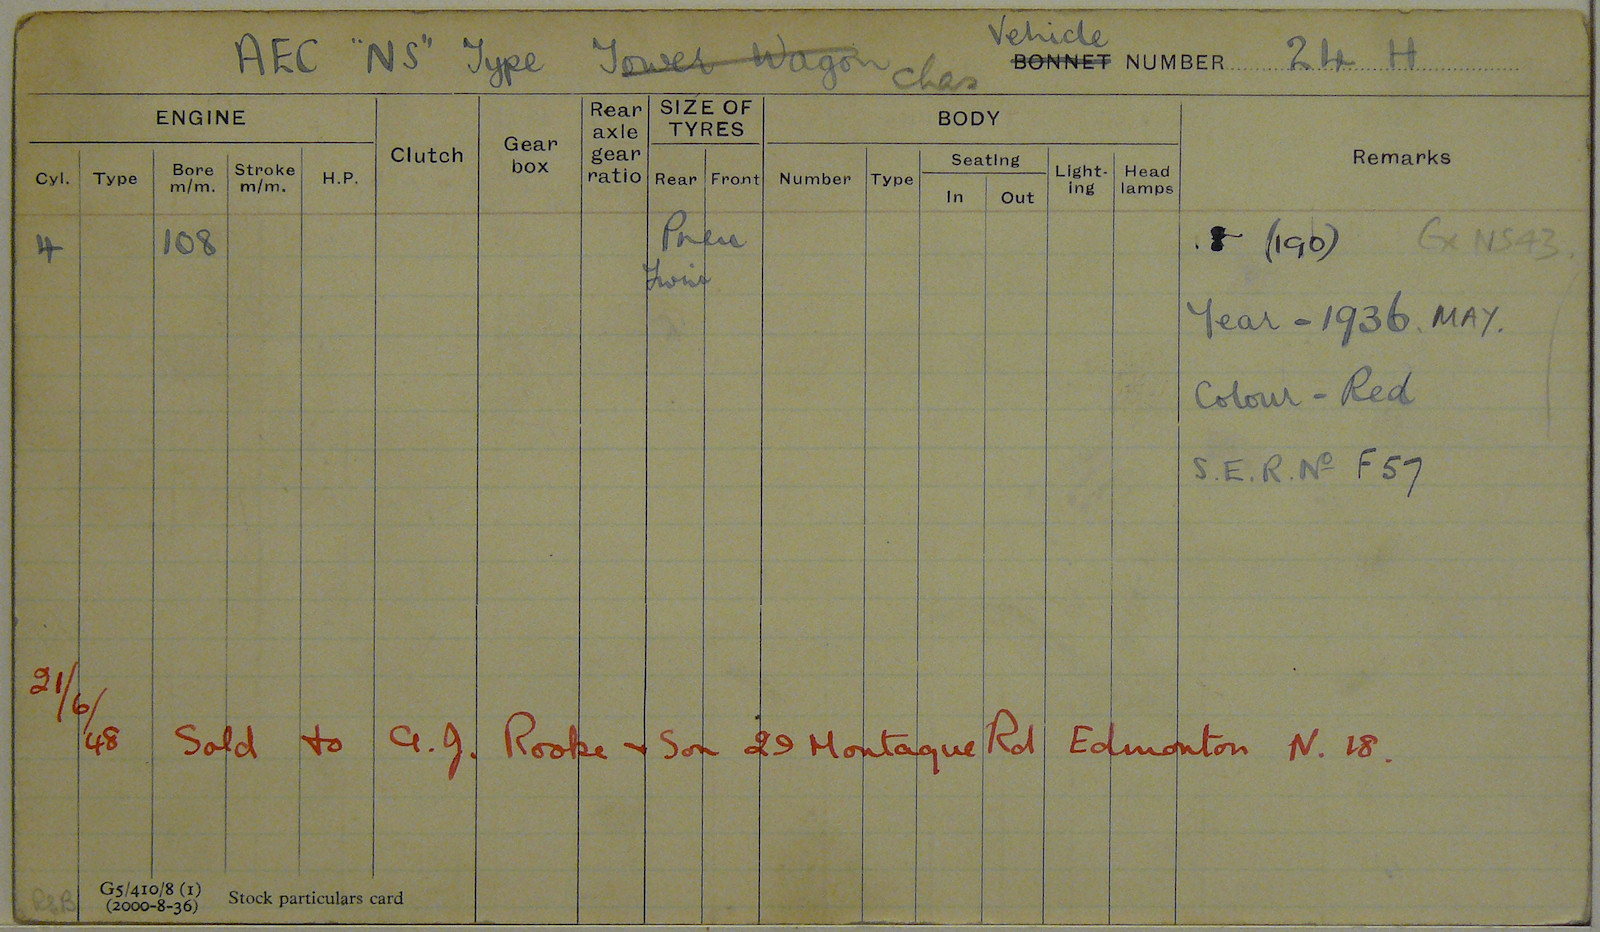 Vehicle
AEC "NS" Type Tower Wagon chas BONNET NUMBER 24 H
ENGINE
Clutch
Gear box
Rear axle gear ratio
SIZE OF TYRES
BODY
Remarks
Cyl. Type Bore m/m. Stroke m/m. H.P.
Rear Front
Number Type
Seating
In Out
Light-ing
Head lamps
4 108 Pneu (190) Ex NS43.
Twin
Year - 1936. MAY.
Colour - Red
S.E.R. Nº F57
21/6/48 Sold to A.J. Rooke + Son 29 Montague Rd Edmonton N. 18.
G5/410/8 (1)
(2000-8-36)
Stock particulars card